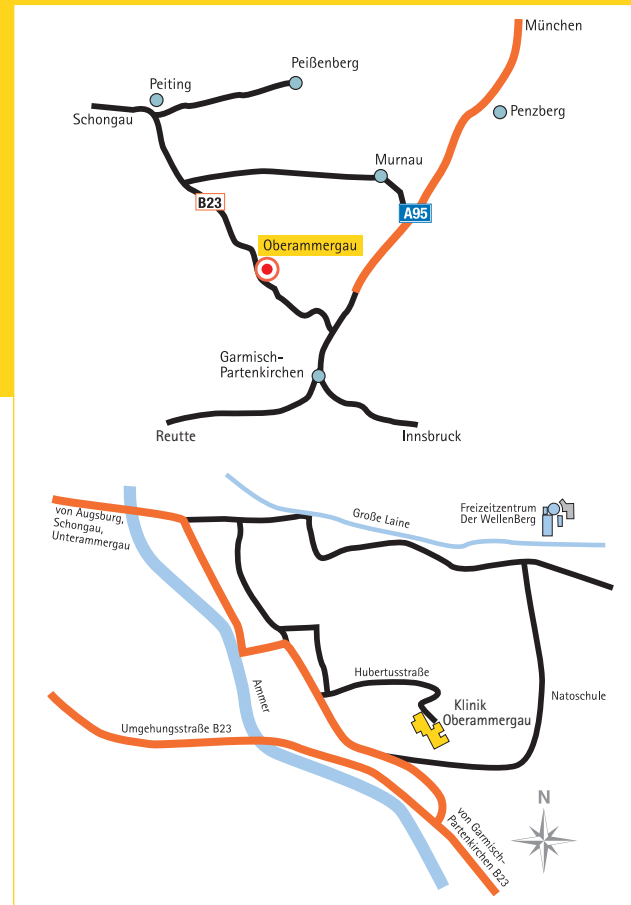 München
Peißenberg
Peiting
Penzberg
Schongau
Murnau
B23
A95
Oberammergau
Garmisch-
Partenkirchen
Reutte
Innsbruck
von Augsburg,
Schongau,
Unterammergau
Große Laine
Freizeitzentrum
Der WellenBerg
Hubertusstraße
Ammer
Klinik
Oberammergau
Natoschule
Umgehungsstraße B23
von Garmisch-
Partenkirchen B23
N